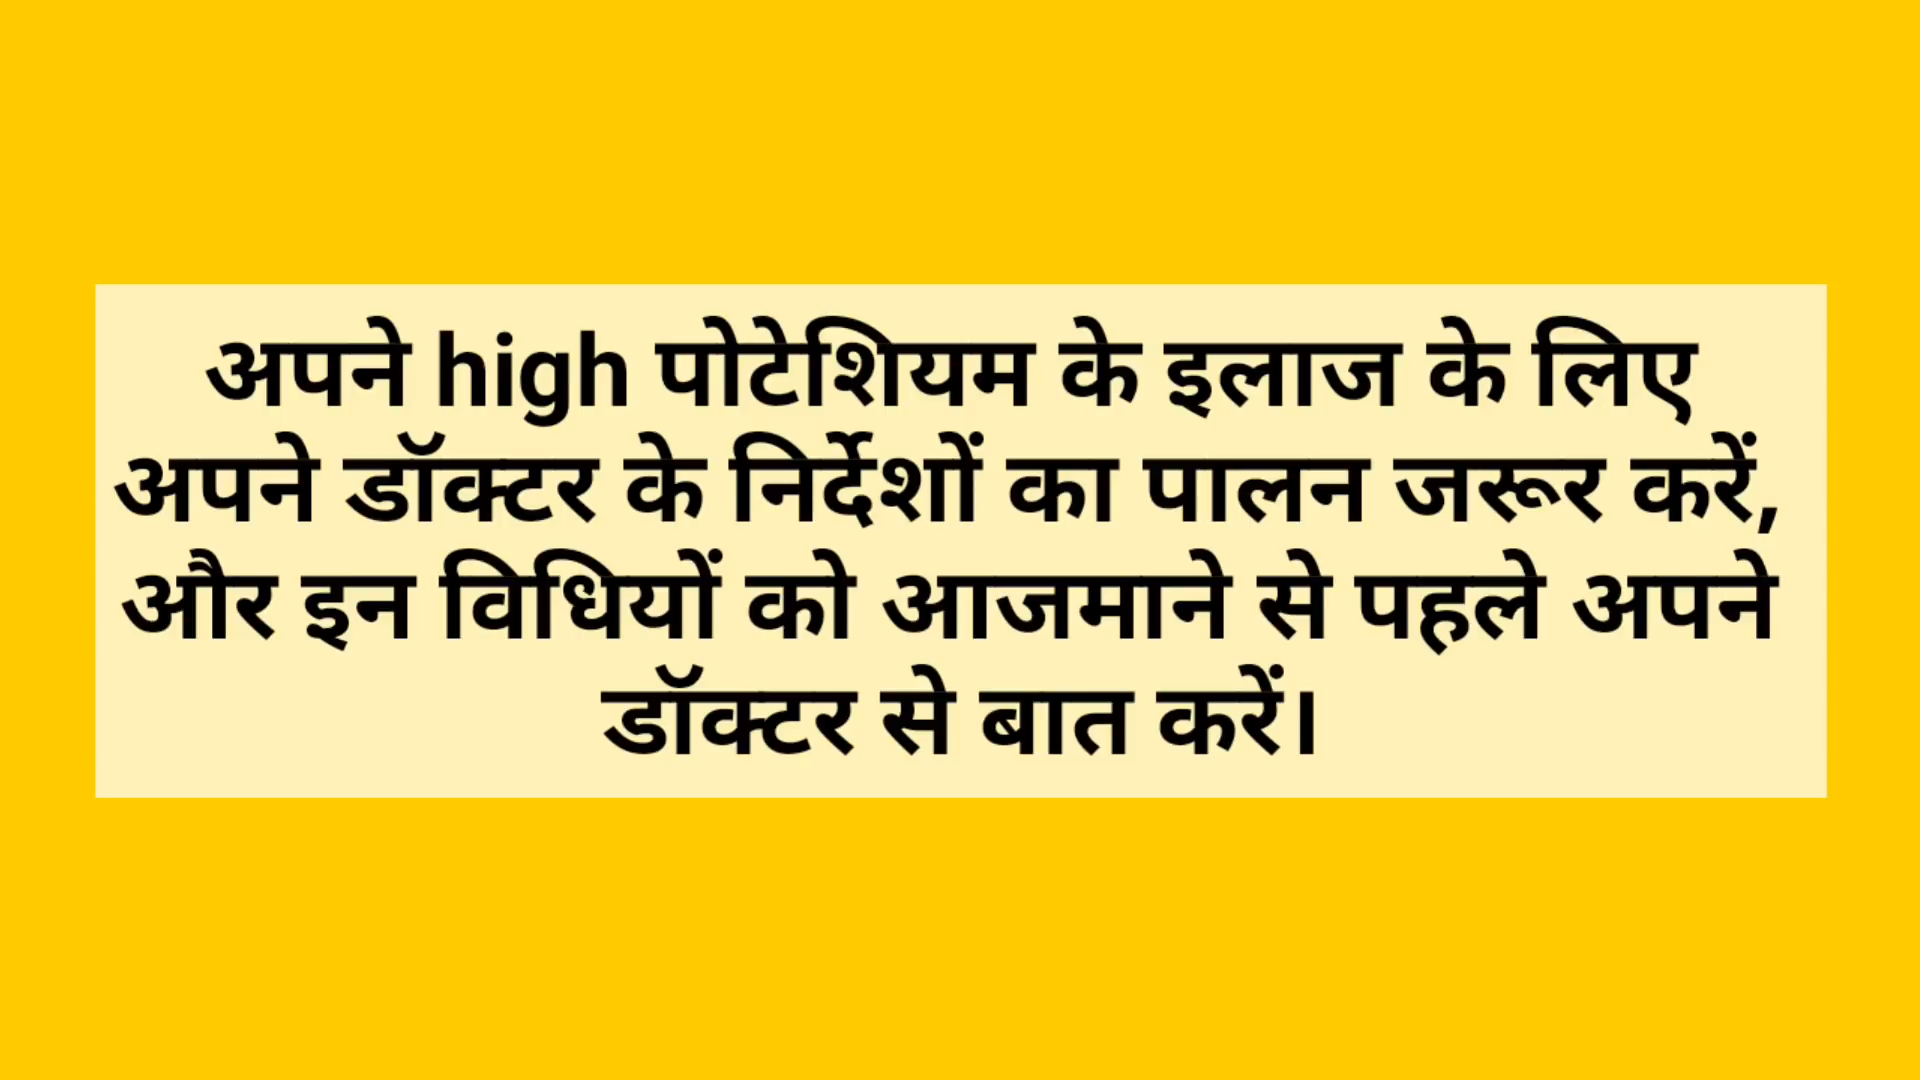 अपने high पोटेशियम के इलाज के लिए
अपने डॉक्टर के निर्देशों का पालन जरूर करें,
और इन विधियों को आजमाने से पहले अपने
डॉक्टर से बात करें।